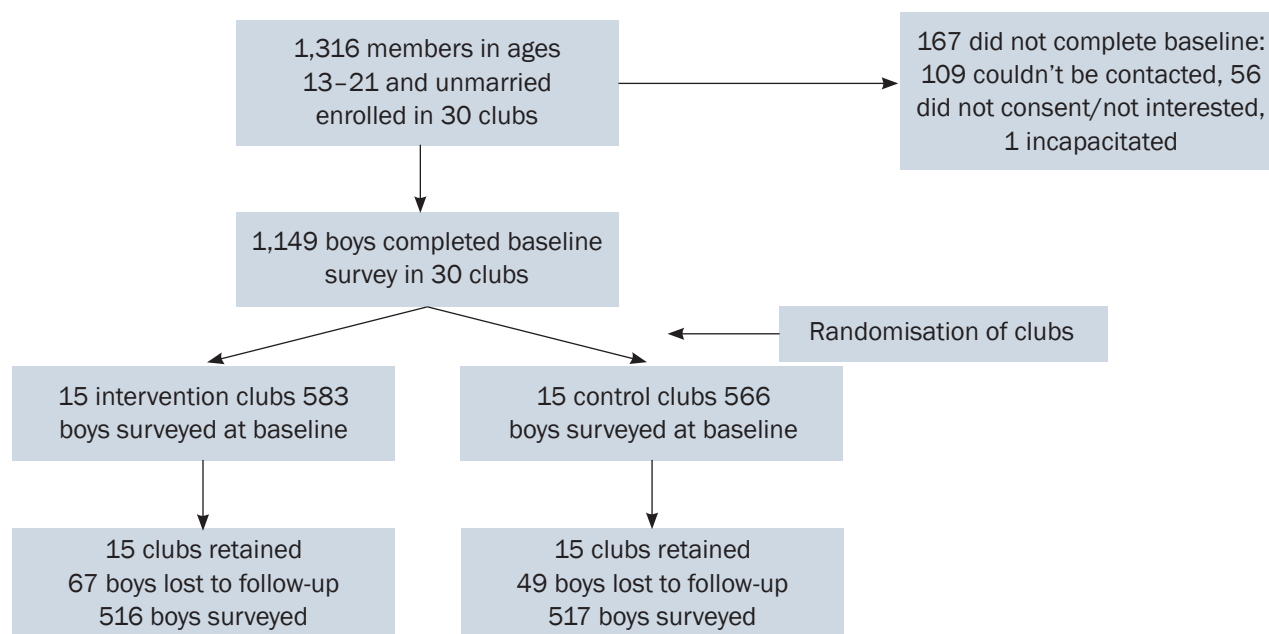 1,316 members in ages
13–21 and unmarried
enrolled in 30 clubs
167 did not complete baseline:
109 couldn't be contacted, 56
did not consent/not interested,
1 incapacitated
1,149 boys completed baseline
survey in 30 clubs
Randomisation of clubs
15 intervention clubs 583
boys surveyed at baseline
15 control clubs 566
boys surveyed at baseline
15 clubs retained
67 boys lost to follow-up
516 boys surveyed
15 clubs retained
49 boys lost to follow-up
517 boys surveyed